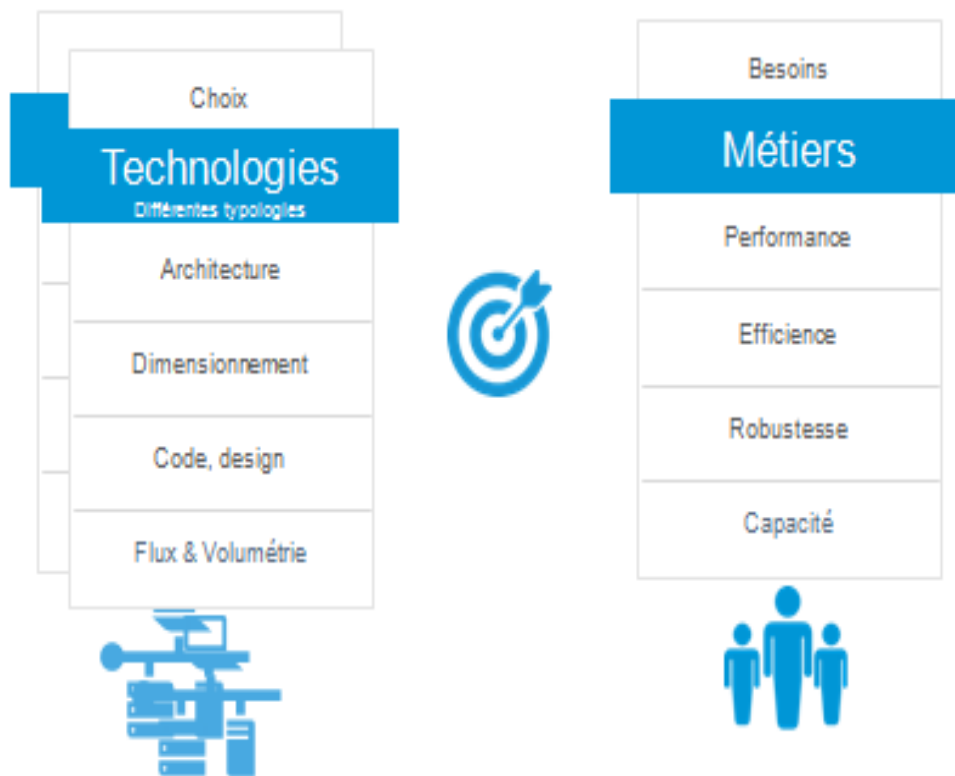 Choix
Technologies
Différentes typologies
Architecture
Dimensionnement
Code, design
Flux & Volumétrie
Besoins
Métiers
Performance
Efficience
Robustesse
Capacité